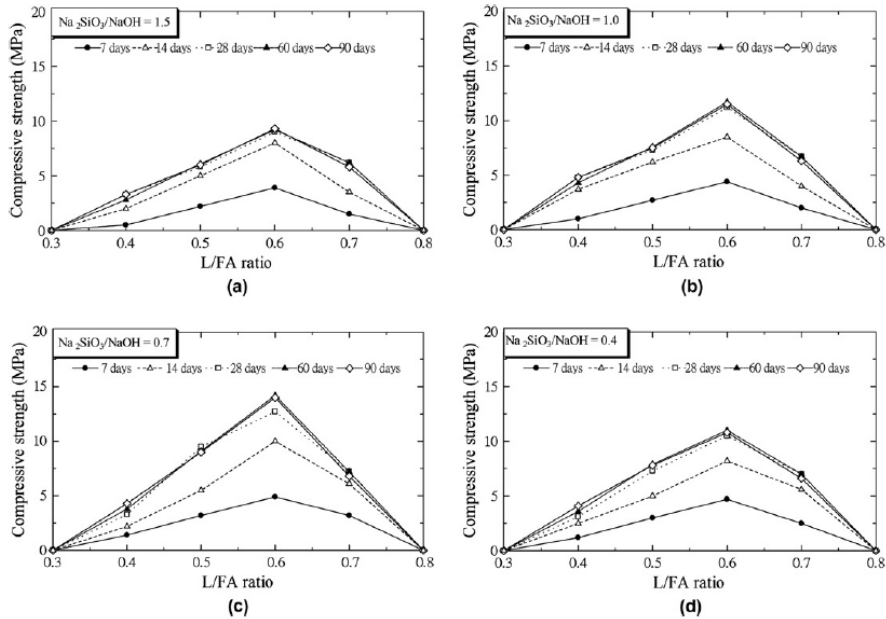 Na2SiO3/NaOH = 1.5
7 days 14 days 28 days 60 days 90 days
Compressive strength (MPa)
20
15
10
5
0
0.3 0.4 0.5 0.6 0.7 0.8
L/FA ratio
(a)
Na2SiO3/NaOH = 1.0
7 days 14 days 28 days 60 days 90 days
Compressive strength (MPa)
20
15
10
5
0
0.3 0.4 0.5 0.6 0.7 0.8
L/FA ratio
(b)
Na2SiO3/NaOH = 0.7
7 days 14 days 28 days 60 days 90 days
Compressive strength (MPa)
20
15
10
5
0
0.3 0.4 0.5 0.6 0.7 0.8
L/FA ratio
(c)
Na2SiO3/NaOH = 0.4
7 days 14 days 28 days 60 days 90 days
Compressive strength (MPa)
20
15
10
5
0
0.3 0.4 0.5 0.6 0.7 0.8
L/FA ratio
(d)